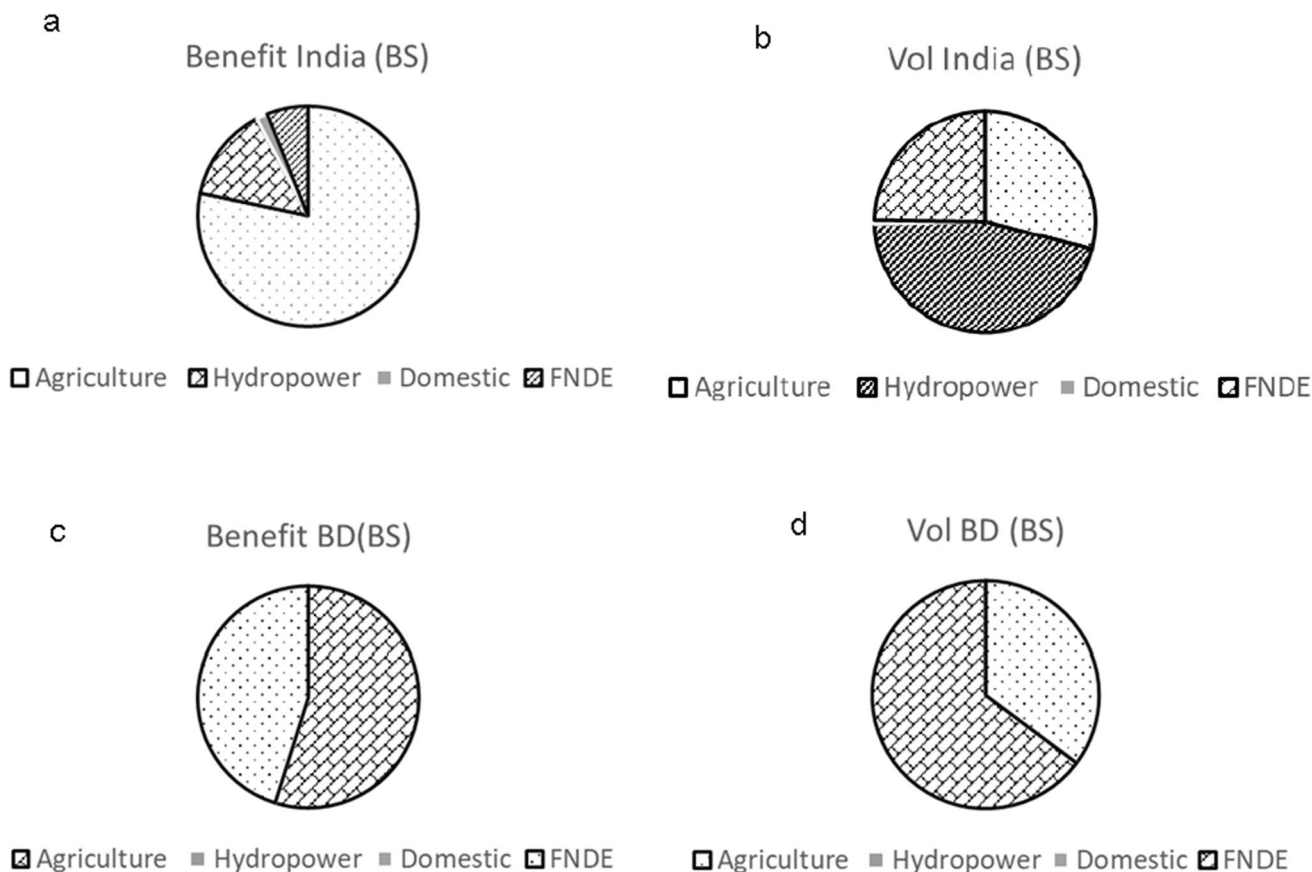 a
Benefit India (BS)
Agriculture Hydropower Domestic FNDE
b
Vol India (BS)
Agriculture Hydropower Domestic FNDE
c
Benefit BD(BS)
Agriculture Hydropower Domestic FNDE
d
Vol BD (BS)
Agriculture Hydropower Domestic FNDE